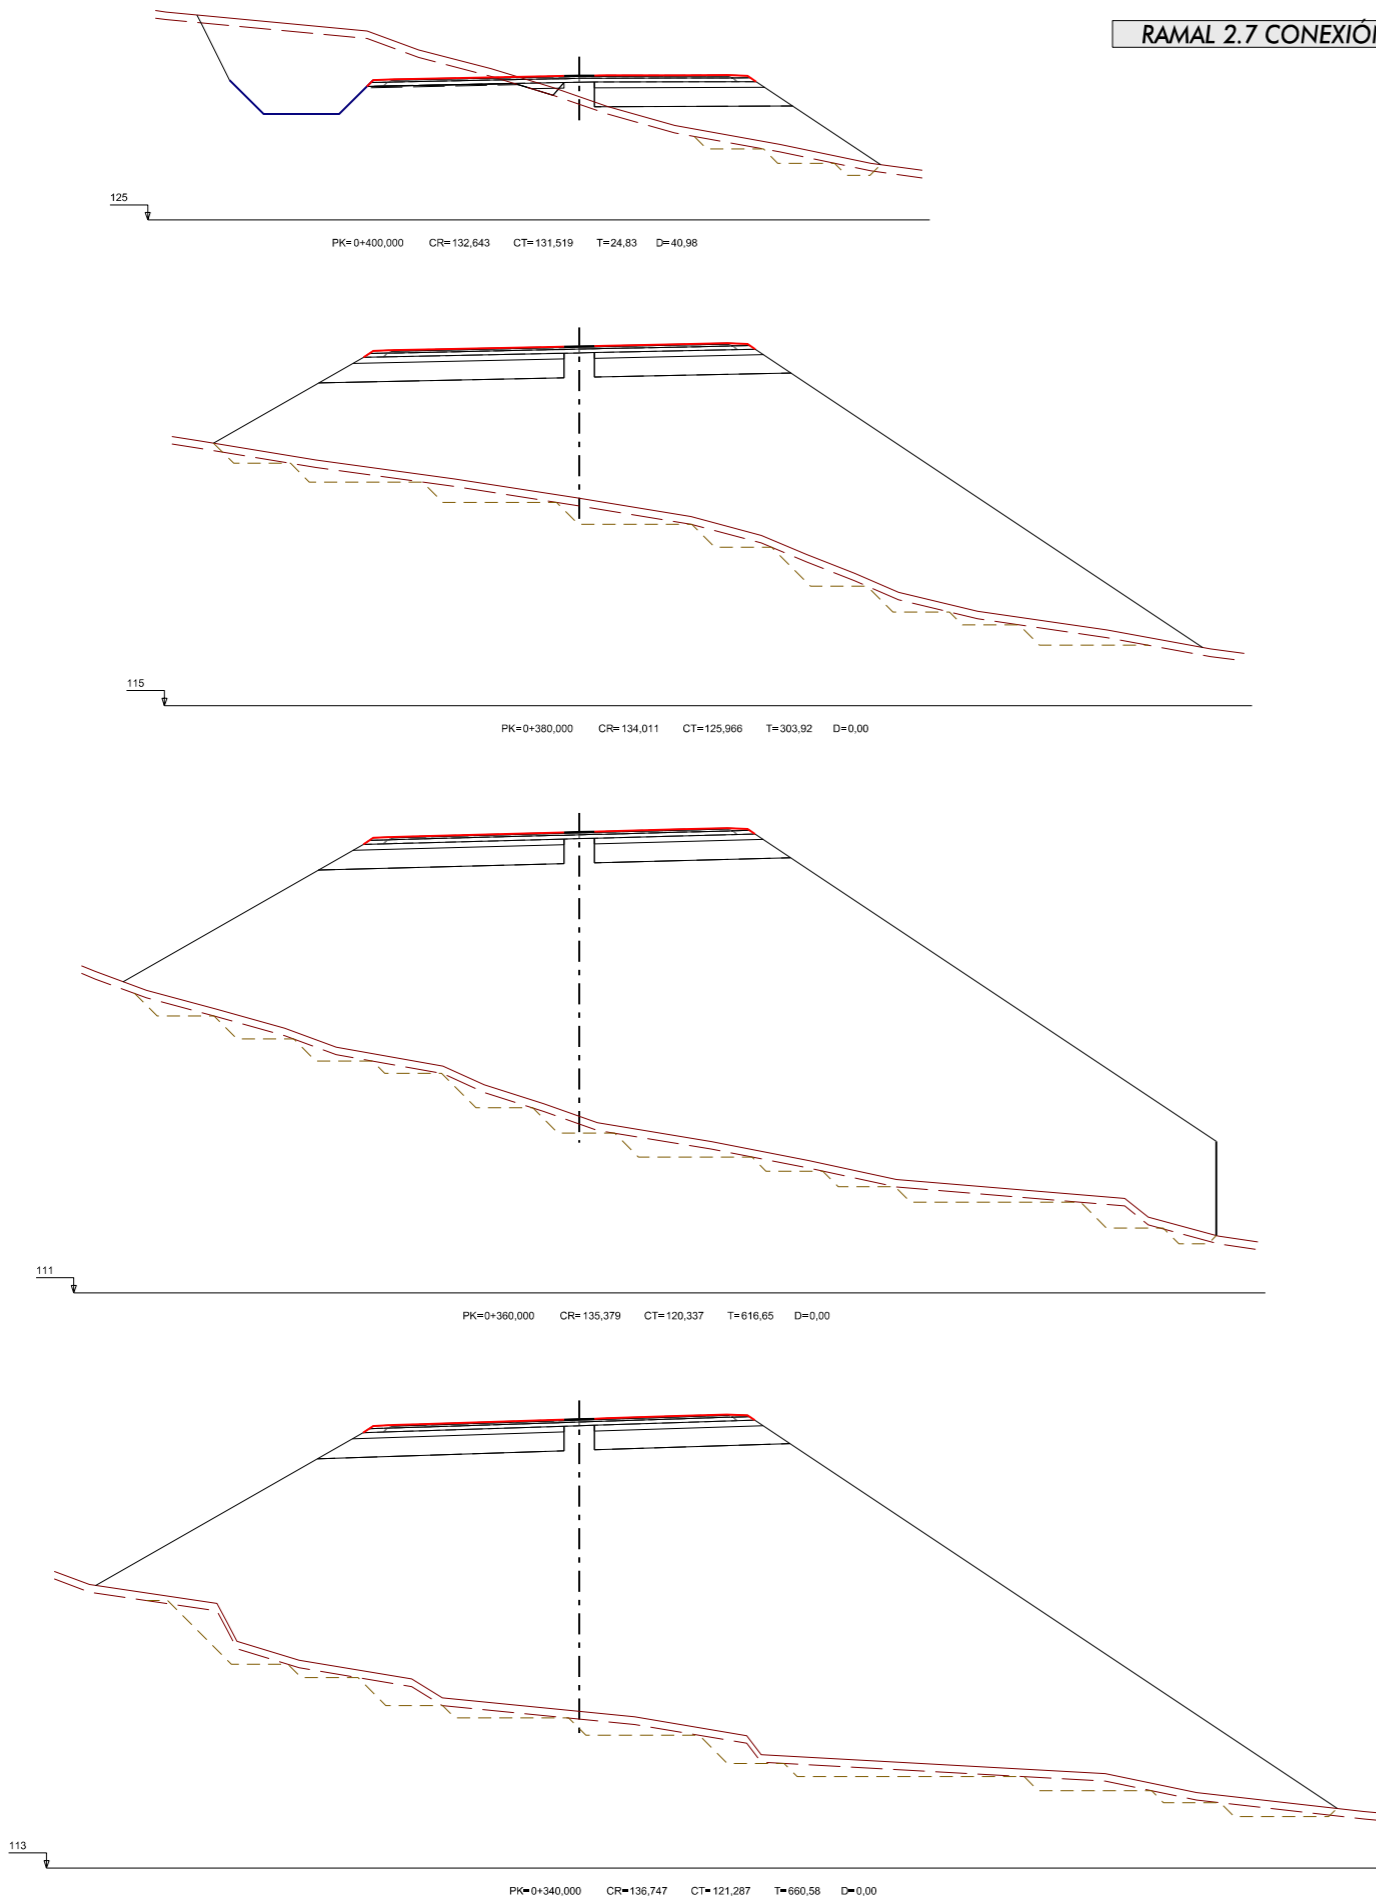 RAMAL 2.7 CONEXIÓN
125
PK=0+400,000 CR=132,643 CT=131,519 T=24,83 D=40,98
115
PK=0+380,000 CR=134,011 CT=125,966 T=303,92 D=0,00
111
PK=0+360,000 CR=135,379 CT=120,337 T=616,65 D=0,00
113
PK=0+340,000 CR=136,747 CT=121,287 T=660,58 D=0,00